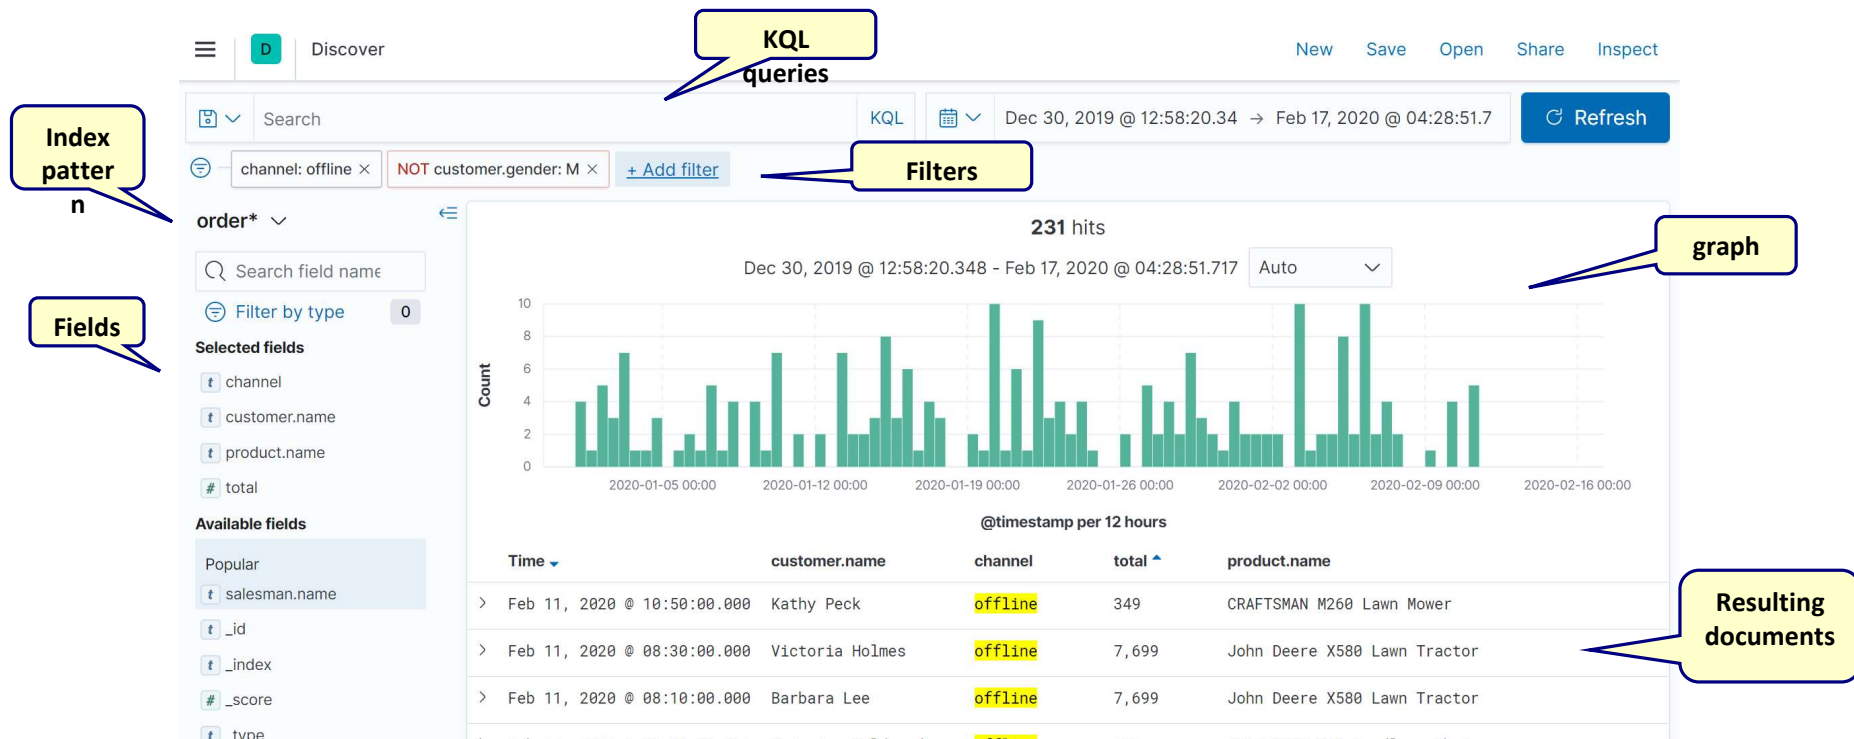 KQL
queries
D Discover New Save Open Share Inspect
Search KQL Dec 30, 2019 @ 12:58:20.34 → Feb 17, 2020 @ 04:28:51.7 Refresh
Index
patter
n
channel: offline × NOT customer.gender: M × + Add filter
Filters
order*
231 hits
graph
Search field name
Dec 30, 2019 @ 12:58:20.348 - Feb 17, 2020 @ 04:28:51.717 Auto
Filter by type 0
Fields
Selected fields
t channel
t customer.name
t product.name
# total
Available fields
Popular
t salesman.name
t _id
t _index
# _score
t _type
Count
10
8
6
4
2
0
2020-01-05 00:00 2020-01-12 00:00 2020-01-19 00:00 2020-01-26 00:00 2020-02-02 00:00 2020-02-09 00:00 2020-02-16 00:00
@timestamp per 12 hours
Time customer.name channel total product.name
Feb 11, 2020 @ 10:50:00.000 Kathy Peck offline 349 CRAFTSMAN M260 Lawn Mower
Feb 11, 2020 @ 08:30:00.000 Victoria Holmes offline 7,699 John Deere X580 Lawn Tractor
Feb 11, 2020 @ 08:10:00.000 Barbara Lee offline 7,699 John Deere X580 Lawn Tractor
Resulting
documents